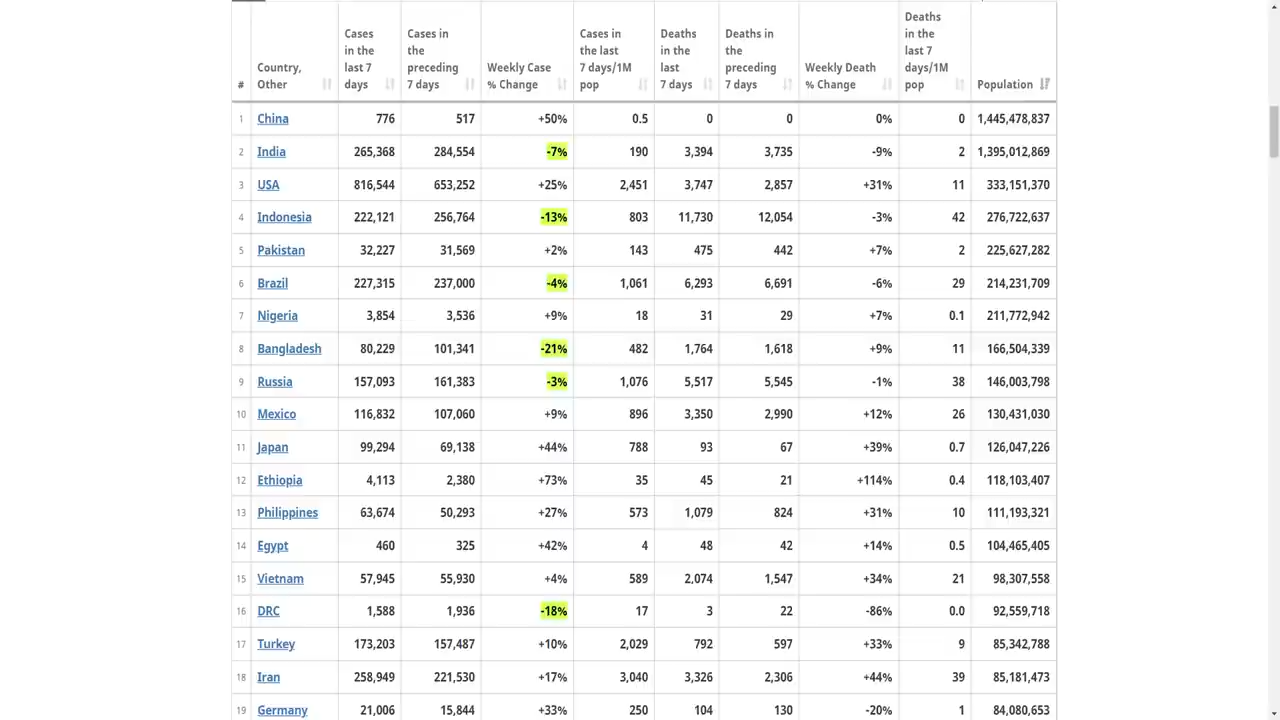 # Country, Other Cases in the last 7 days Cases in the preceding 7 days Weekly Case % Change Cases in the last 7 days/1M pop Deaths in the last 7 days Deaths in the preceding 7 days Weekly Death % Change Deaths in the last 7 days/1M pop Population
1 China 776 517 +50% 0.5 0 0 0% 0 1,445,478,837
2 India 265,368 284,554 -7% 190 3,394 3,735 -9% 2 1,395,012,869
3 USA 816,544 653,252 +25% 2,451 3,747 2,857 +31% 11 333,151,370
4 Indonesia 222,121 256,764 -13% 803 11,730 12,054 -3% 42 276,722,637
5 Pakistan 32,227 31,569 +2% 143 475 442 +7% 2 225,627,282
6 Brazil 227,315 237,000 -4% 1,061 6,293 6,691 -6% 29 214,231,709
7 Nigeria 3,854 3,536 +9% 18 31 29 +7% 0.1 211,772,942
8 Bangladesh 80,229 101,341 -21% 482 1,764 1,618 +9% 11 166,504,339
9 Russia 157,093 161,383 -3% 1,076 5,517 5,545 -1% 38 146,003,798
10 Mexico 116,832 107,060 +9% 896 3,350 2,990 +12% 26 130,431,030
11 Japan 99,294 69,138 +44% 788 93 67 +39% 0.7 126,047,226
12 Ethiopia 4,113 2,380 +73% 35 45 21 +114% 0.4 118,103,407
13 Philippines 63,674 50,293 +27% 573 1,079 824 +31% 10 111,193,321
14 Egypt 460 325 +42% 4 48 42 +14% 0.5 104,465,405
15 Vietnam 57,945 55,930 +4% 589 2,074 1,547 +34% 21 98,307,558
16 DRC 1,588 1,936 -18% 17 3 22 -86% 0.0 92,559,718
17 Turkey 173,203 157,487 +10% 2,029 792 597 +33% 9 85,342,788
18 Iran 258,949 221,530 +17% 3,040 3,326 2,306 +44% 39 85,181,473
19 Germany 21,006 15,844 +33% 250 104 130 -20% 1 84,080,653